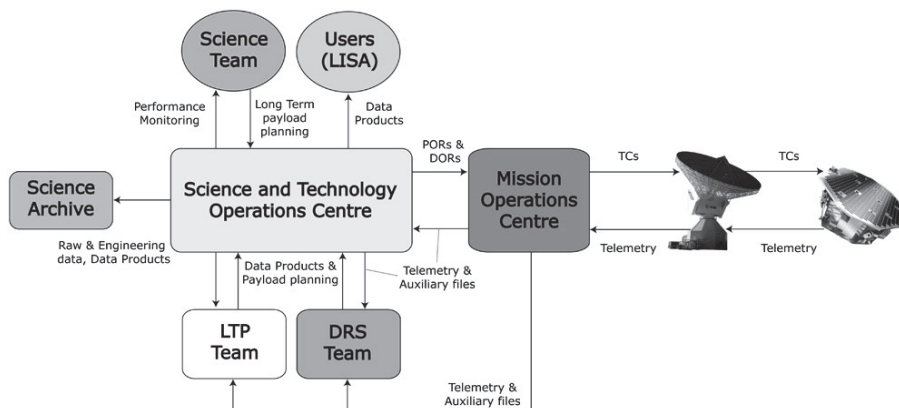 Science
Team
Users
(LISA)
Performance
Monitoring
Long Term
payload
planning
Data
Products
PORs &
DORs
TCs
TCs
Science
Archive
Science and Technology
Operations Centre
Mission
Operations
Centre
Telemetry
Telemetry
Raw & Engineering
data, Data Products
Data Products &
Payload planning
Telemetry &
Auxiliary files
LTP
Team
DRS
Team
Telemetry &
Auxiliary files